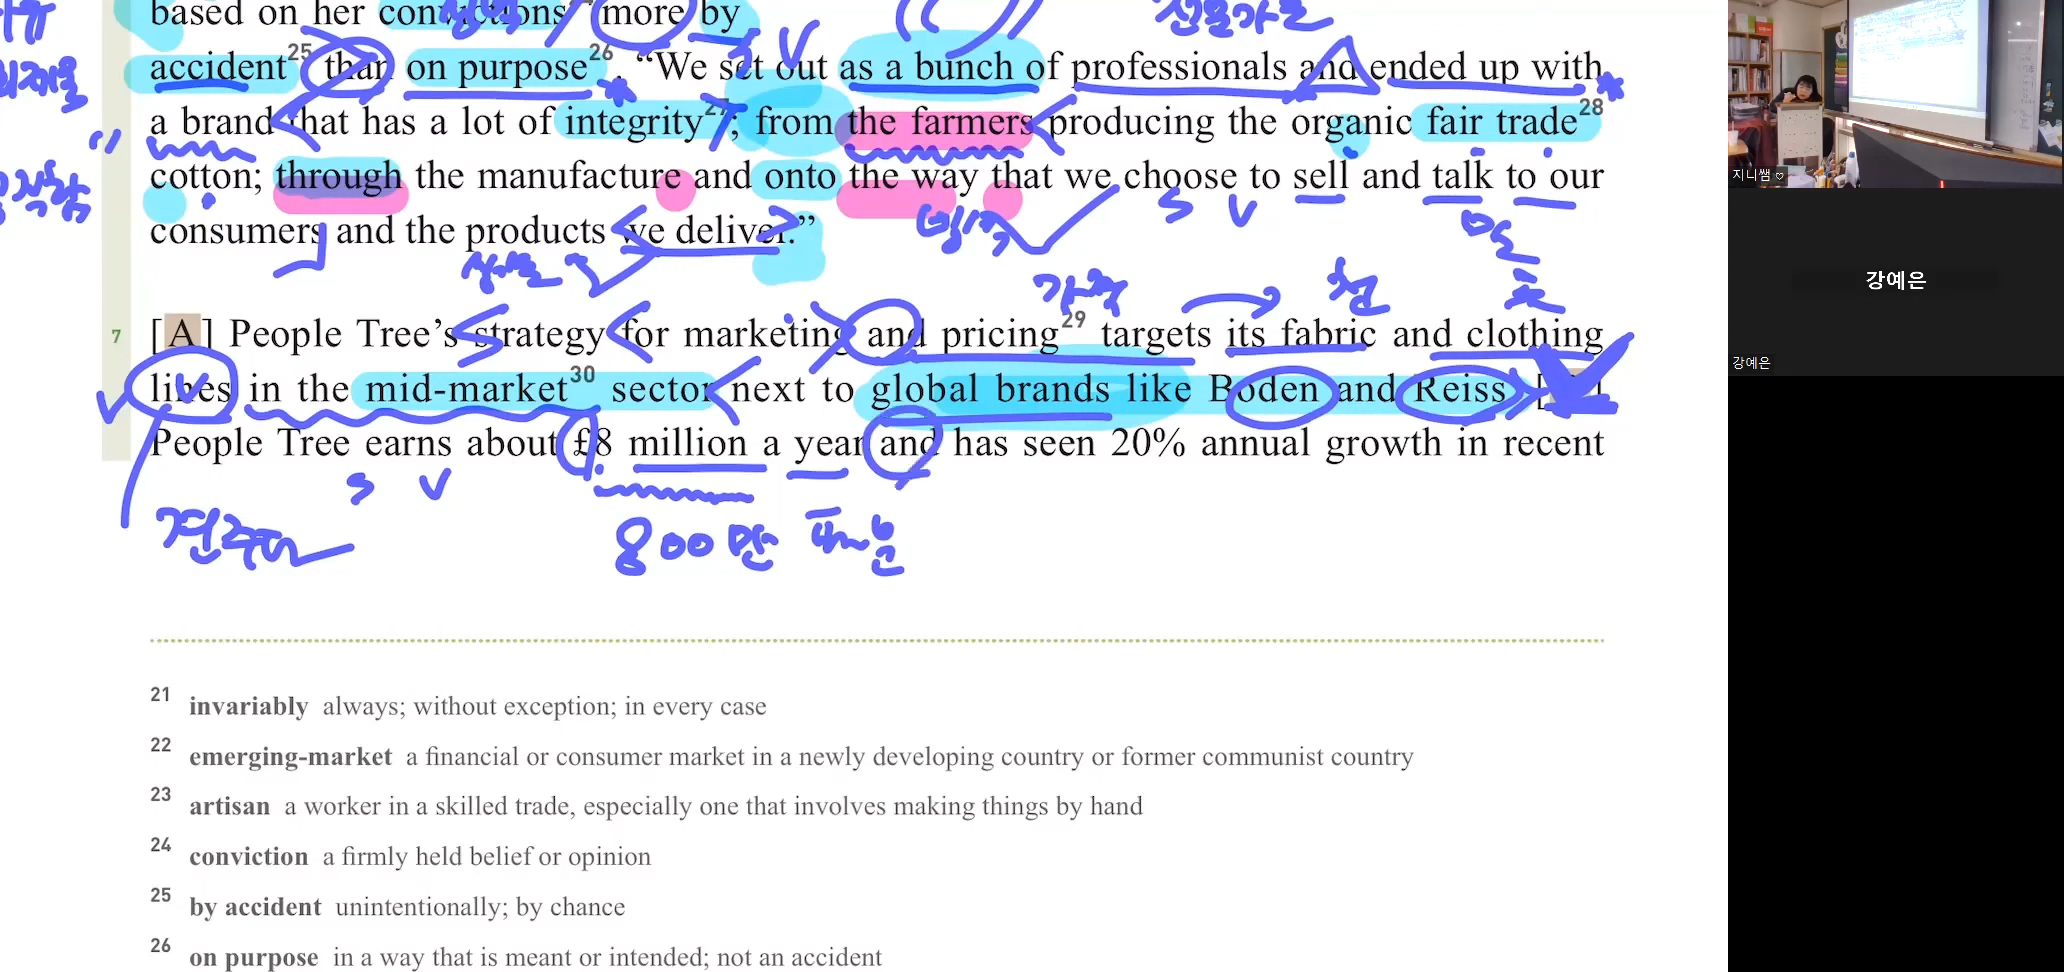 based on her convictions more by
accident25 than on purpose26. “We set out as a bunch of professionals and ended up with
a brand that has a lot of integrity27; from the farmers producing the organic fair trade28
cotton; through the manufacture and onto the way that we choose to sell and talk to our
consumers and the products we deliver.”
가격
천
7 [A] People Tree’s strategy for marketing and pricing29 targets its fabric and clothing
lines in the mid-market30 sector next to global brands like Boden and Reiss
People Tree earns about £8 million a year and has seen 20% annual growth in recent
S V
800만 파운드
21 invariably always; without exception; in every case
22 emerging-market a financial or consumer market in a newly developing country or former communist country
23 artisan a worker in a skilled trade, especially one that involves making things by hand
24 conviction a firmly held belief or opinion
25 by accident unintentionally; by chance
26 on purpose in a way that is meant or intended; not an accident
지니쌤♡
강예은
강예은